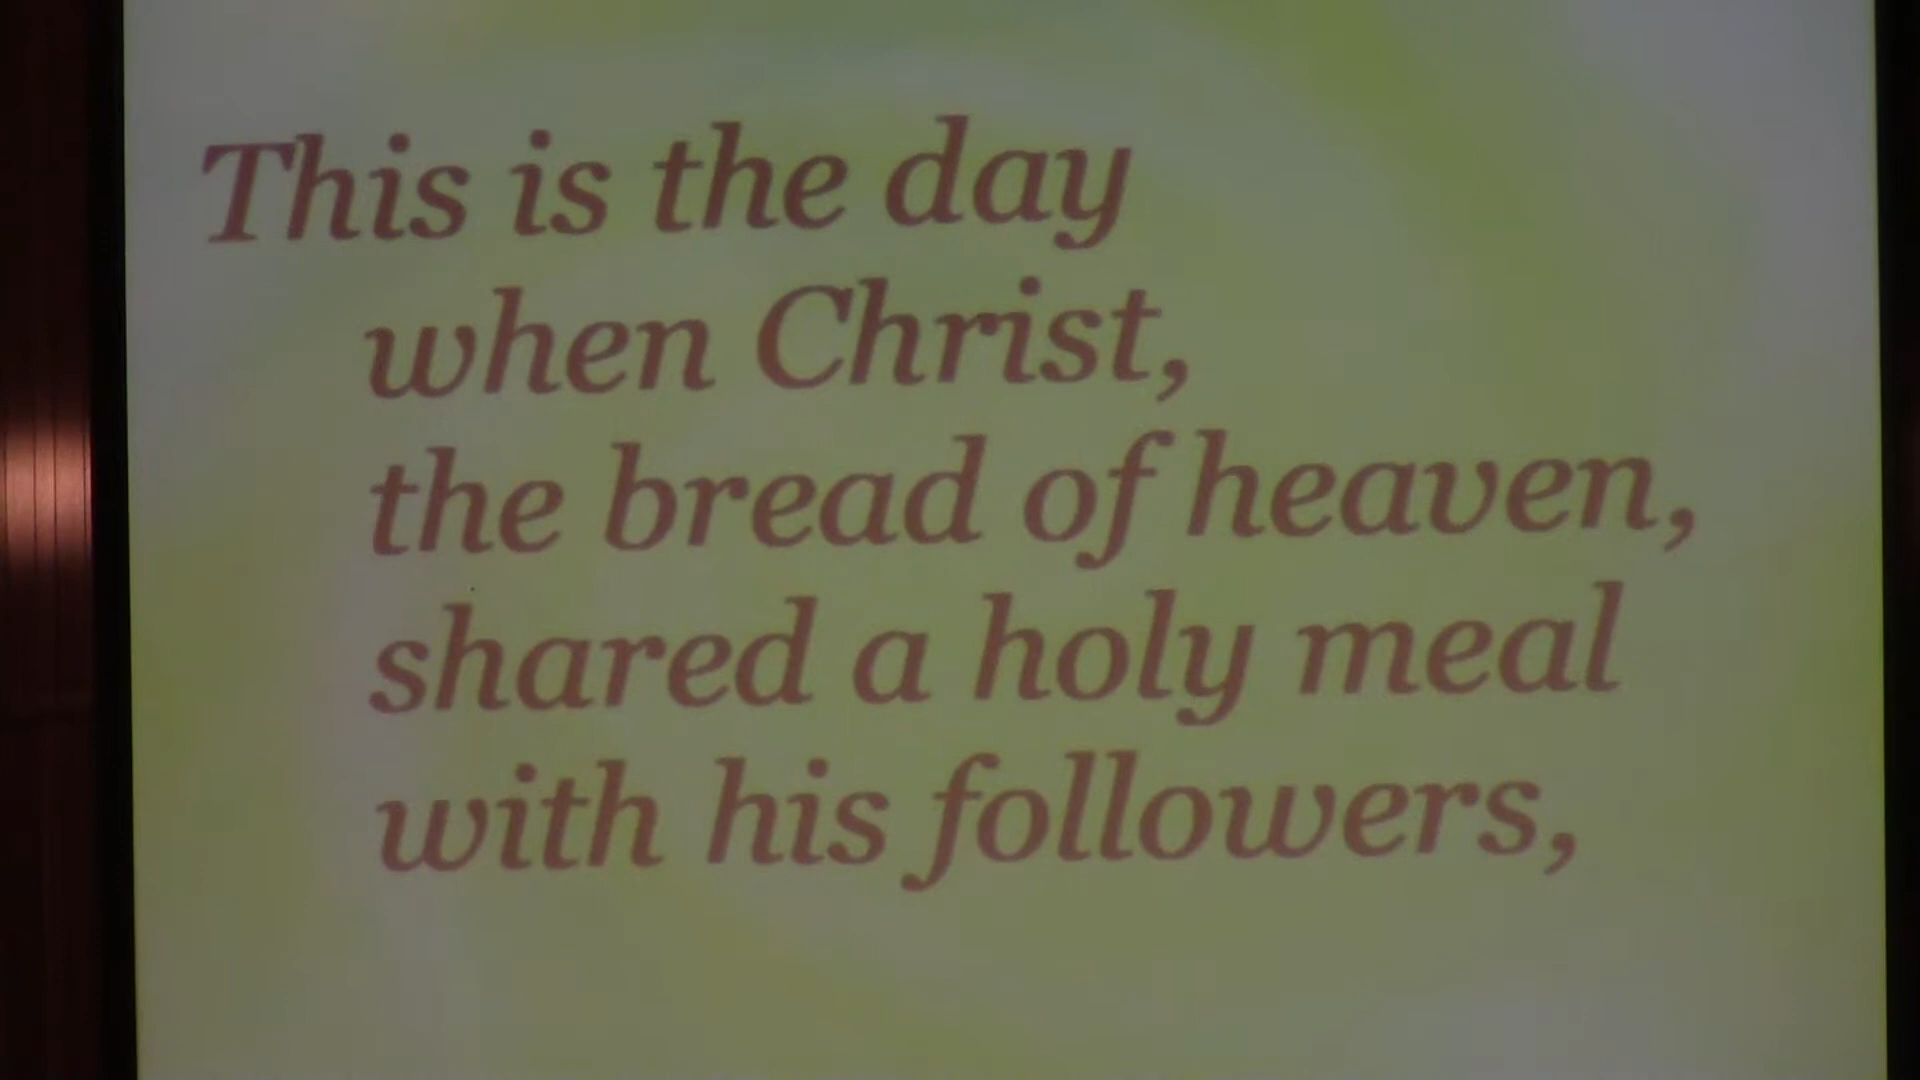 This is the day
when Christ,
the bread of heaven,
shared a holy meal
with his followers,